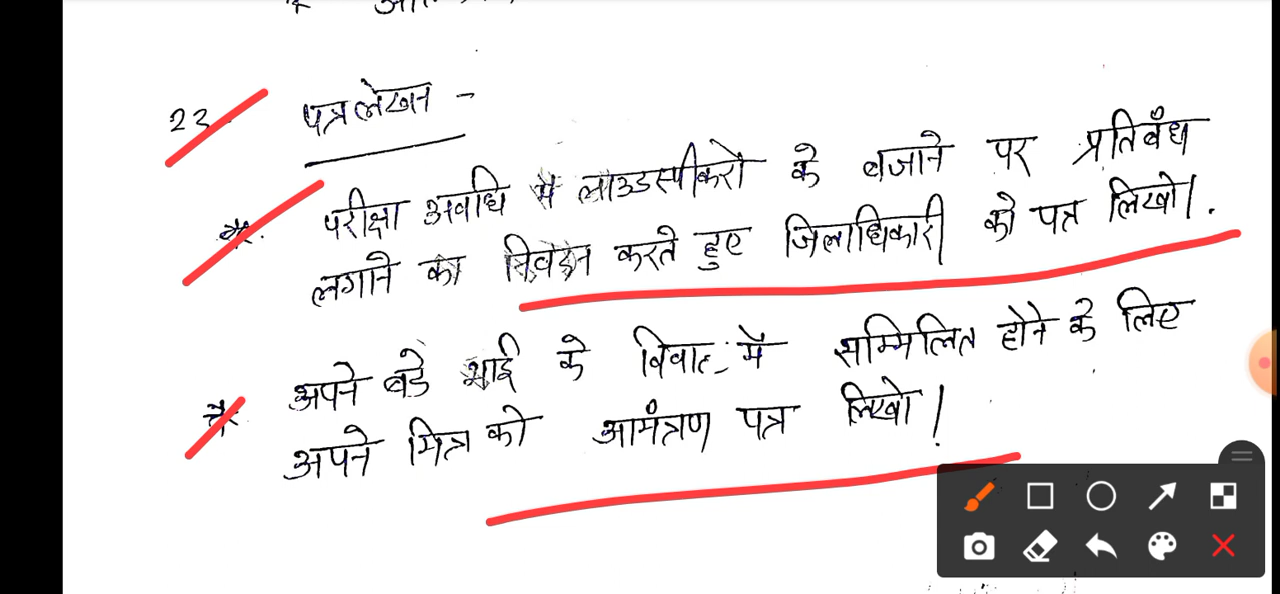 23
पत्र लेखन -
परीक्षा अवधि में लाउडस्पीकरो के बजाने पर प्रतिबँध
लगाने का निवेदन करते हुए जिलाधिकारी को पत्र लिखो।.
अपने बडे भाई के विवाह में सम्मिलित होने के लिए
अपने मित्र को आमंत्रण पत्र लिखो!